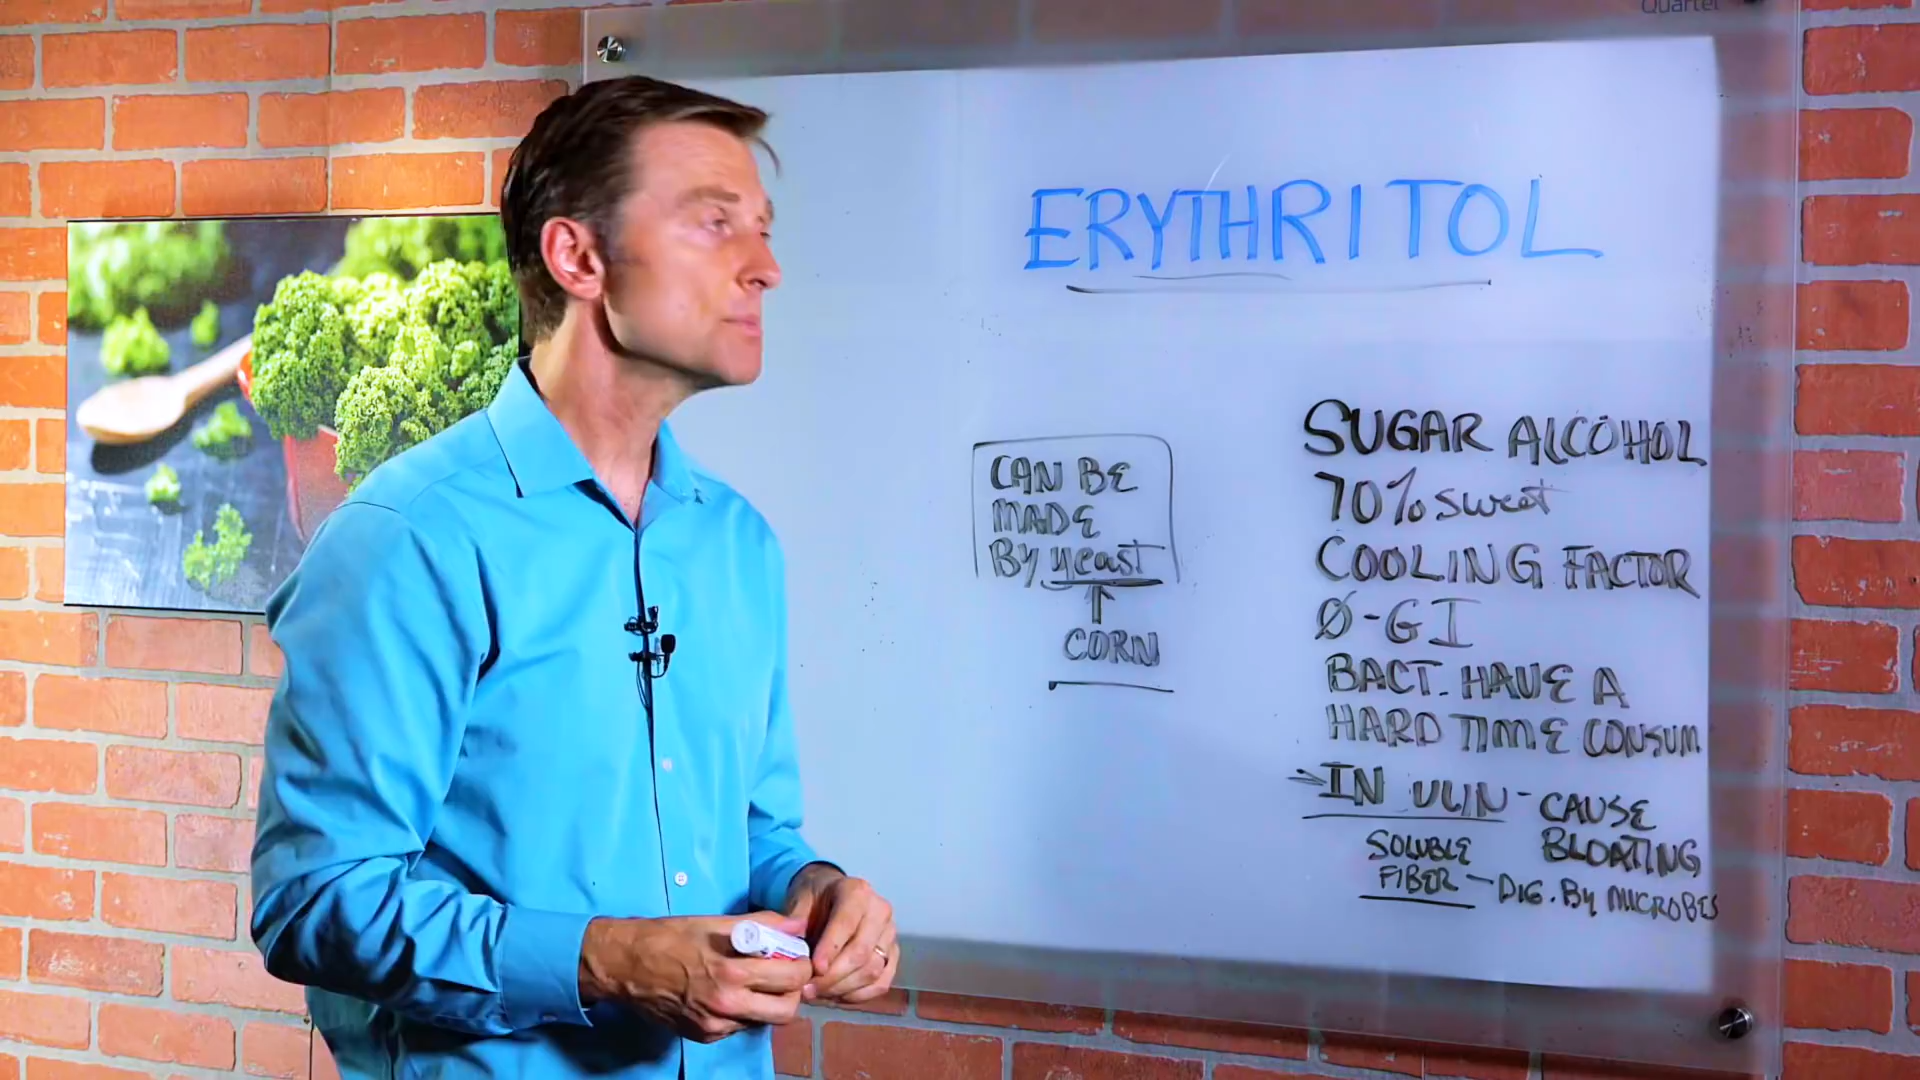 Quartet
ERYTHRITOL
CAN BE
MADE
BY yeast
↑
CORN
SUGAR ALCOHOL
70% sweet
COOLING FACTOR
Ø-GI
BACT. HAVE A
HARD TIME CONSUM
→IN ULIN - CAUSE
BLOATING
SOLUBLE
FIBER - DIG. By MICROBES